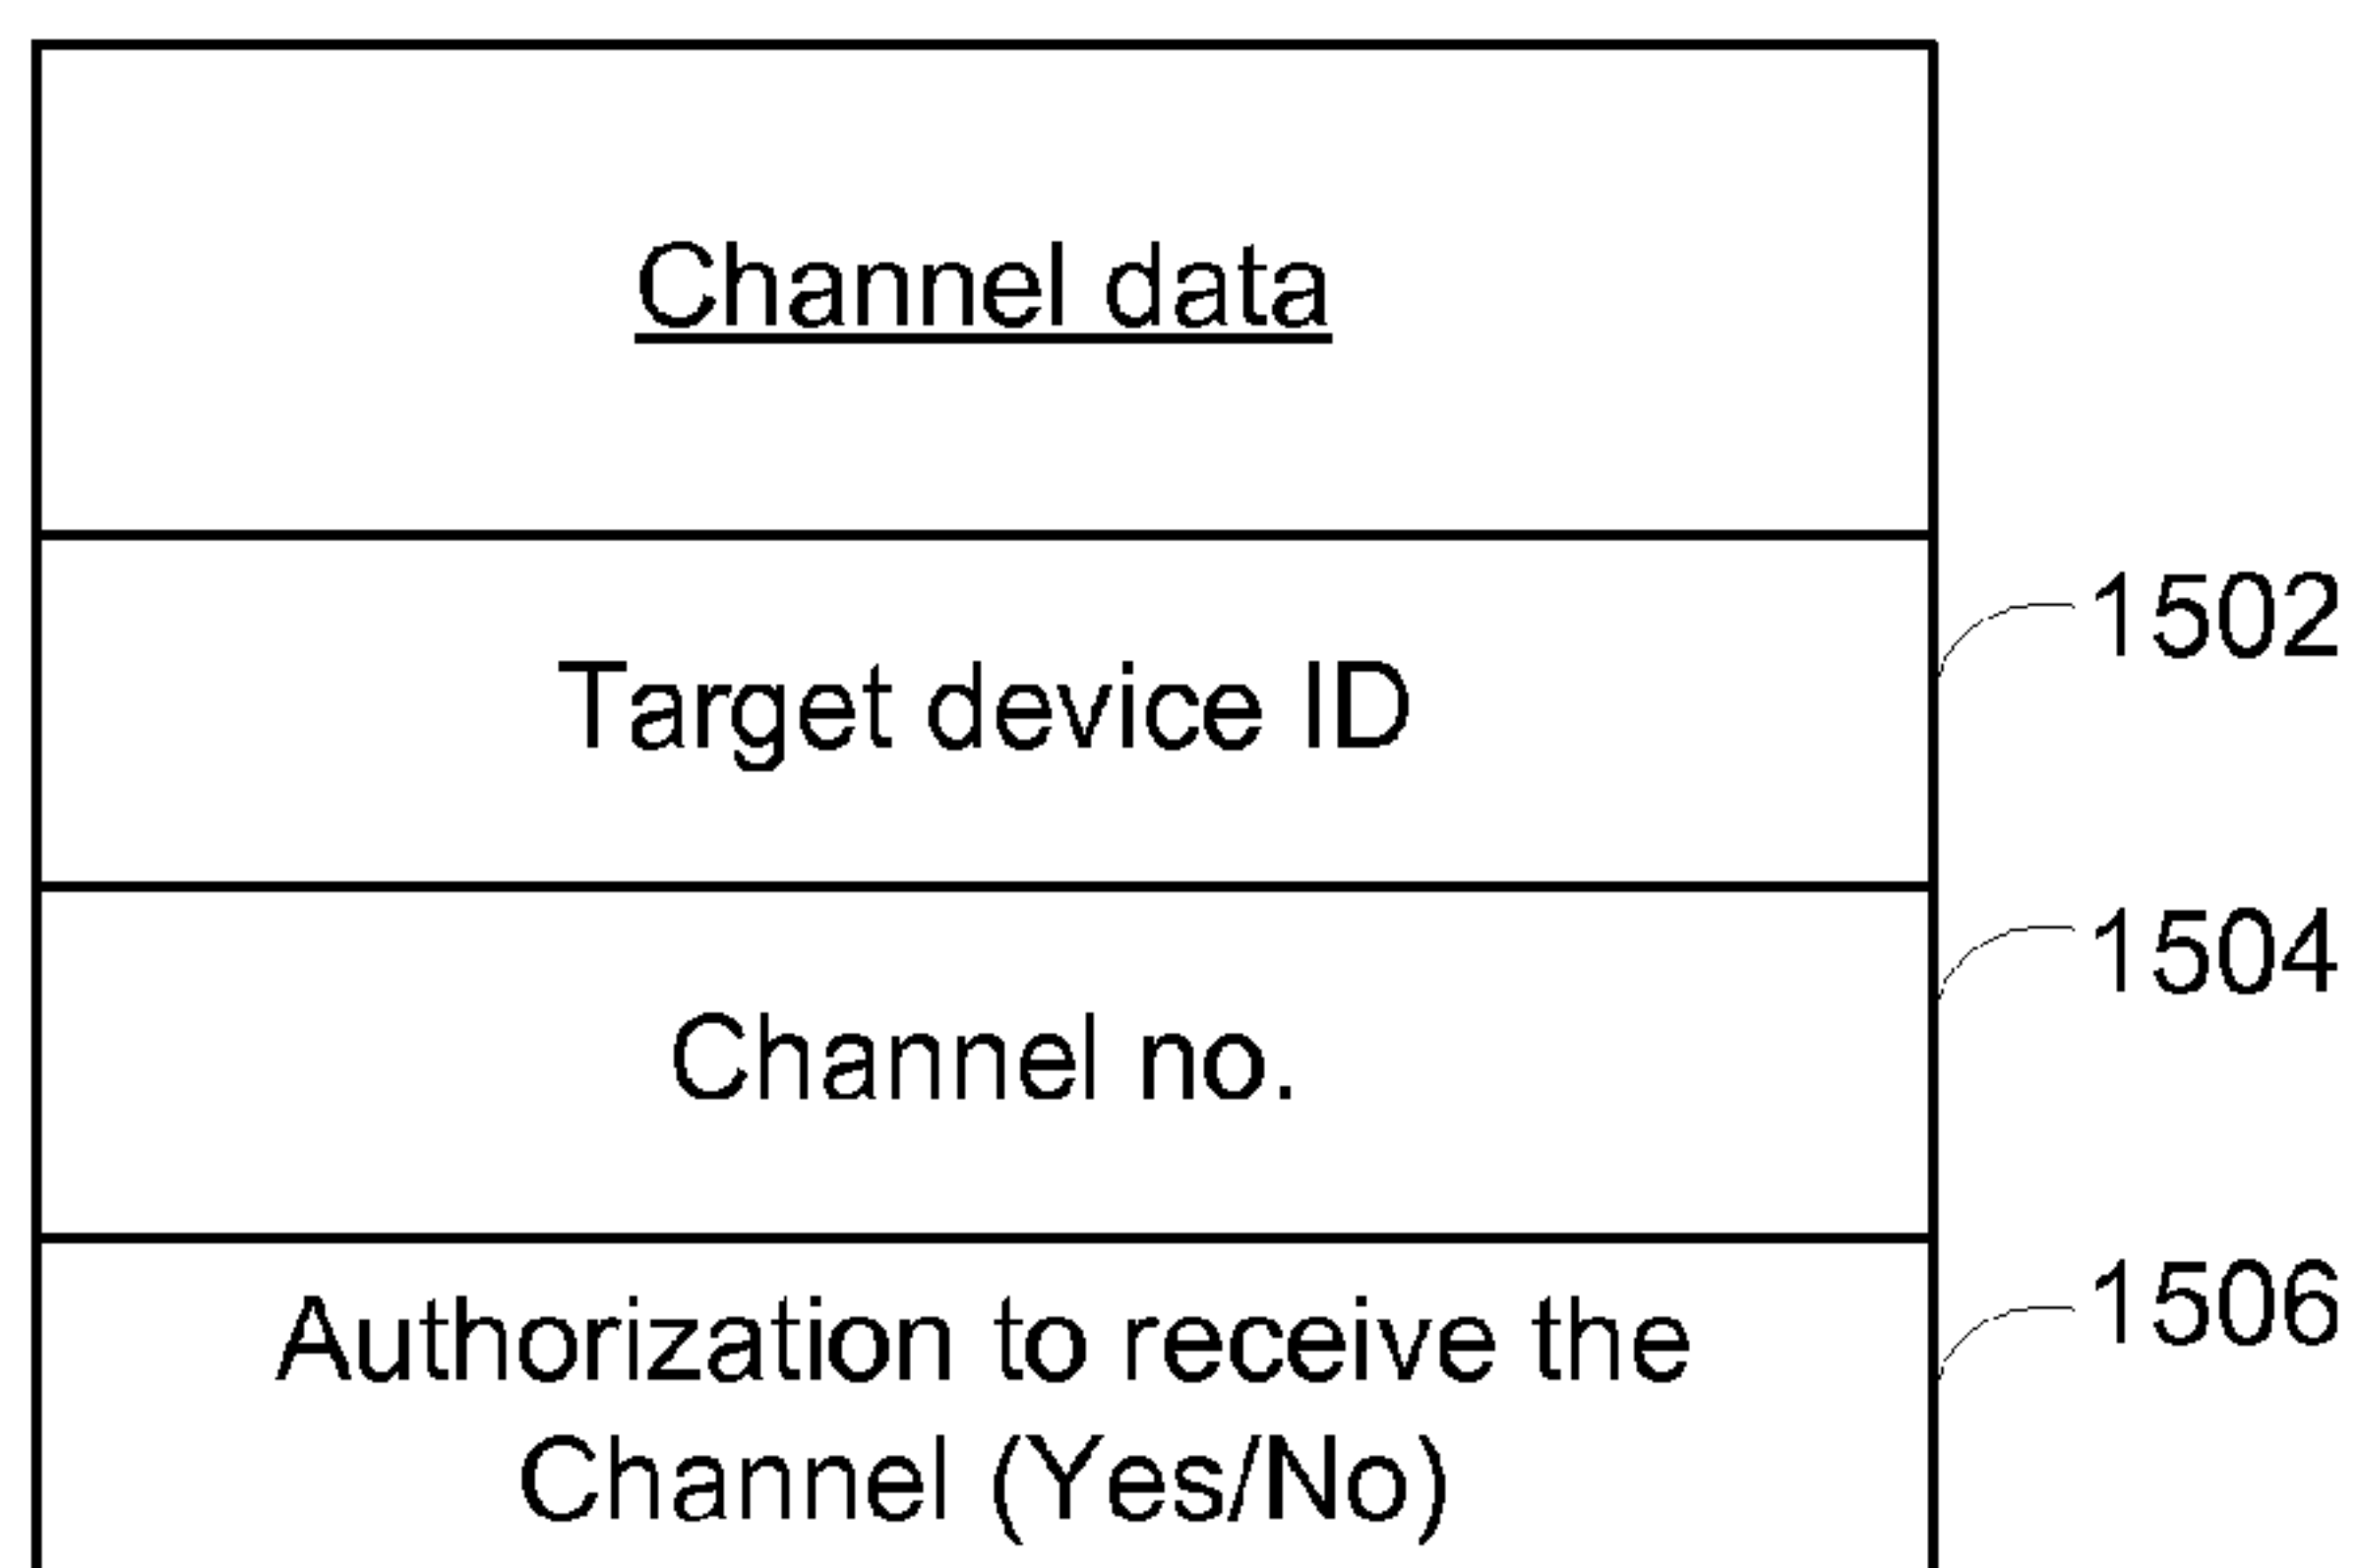 Channel data
Target device ID
1502
Channel no.
1504
Authorization to receive the
Channel (Yes/No)
1506